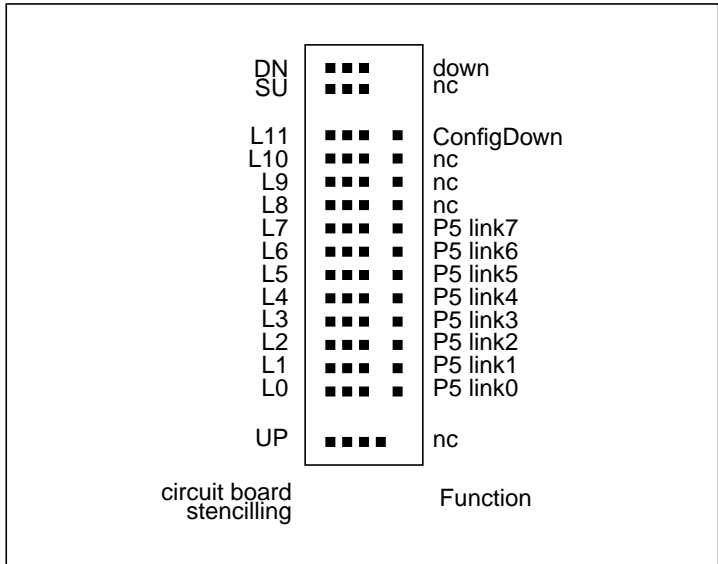 DN down
SU nc
L11 ConfigDown
L10 nc
L9 nc
L8 nc
L7 P5 link7
L6 P5 link6
L5 P5 link5
L4 P5 link4
L3 P5 link3
L2 P5 link2
L1 P5 link1
L0 P5 link0
UP nc
circuit board
stencilling
Function